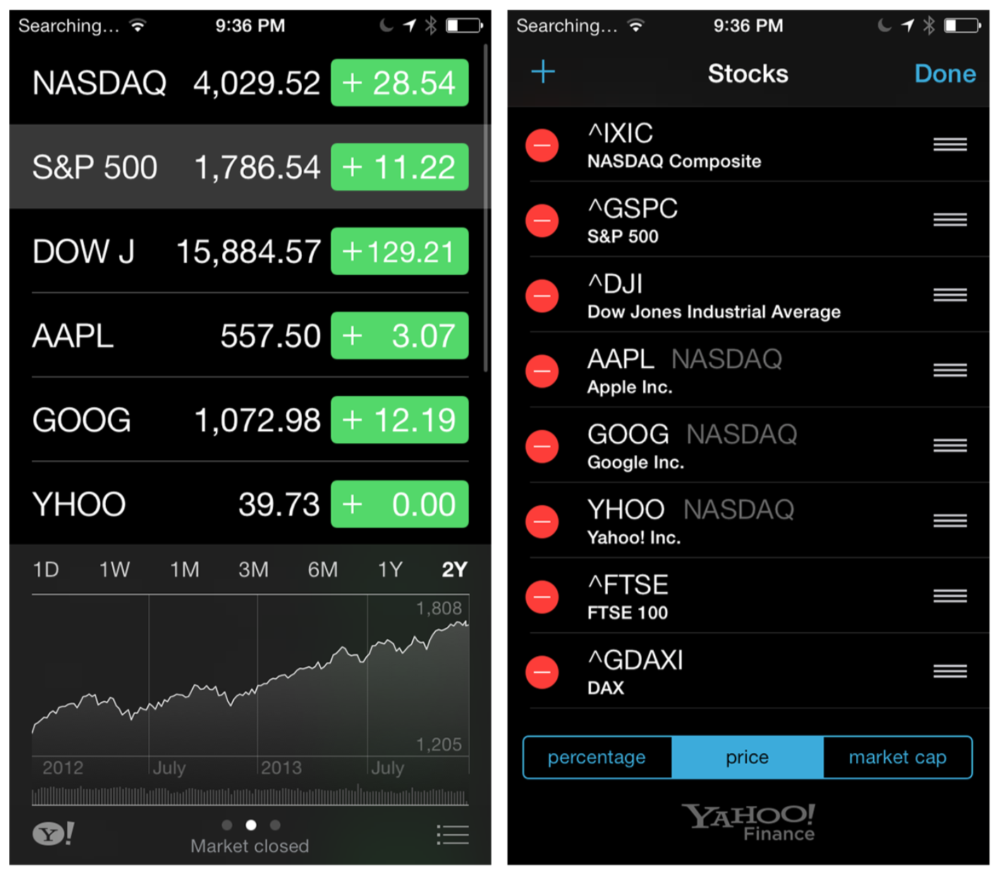 Searching... 9:36 PM
NASDAQ 4,029.52 + 28.54
S&P 500 1,786.54 + 11.22
DOW J 15,884.57 +129.21
AAPL 557.50 + 3.07
GOOG 1,072.98 + 12.19
YHOO 39.73 + 0.00
1D 1W 1M 3M 6M 1Y 2Y
1,808
1,205
2012 July 2013 July
Y!
Market closed
Searching... 9:36 PM
+ Stocks Done
^IXIC
NASDAQ Composite
^GSPC
S&P 500
^DJI
Dow Jones Industrial Average
AAPL NASDAQ
Apple Inc.
GOOG NASDAQ
Google Inc.
YHOO NASDAQ
Yahoo! Inc.
^FTSE
FTSE 100
^GDAXI
DAX
percentage price market cap
YAHOO!
Finance